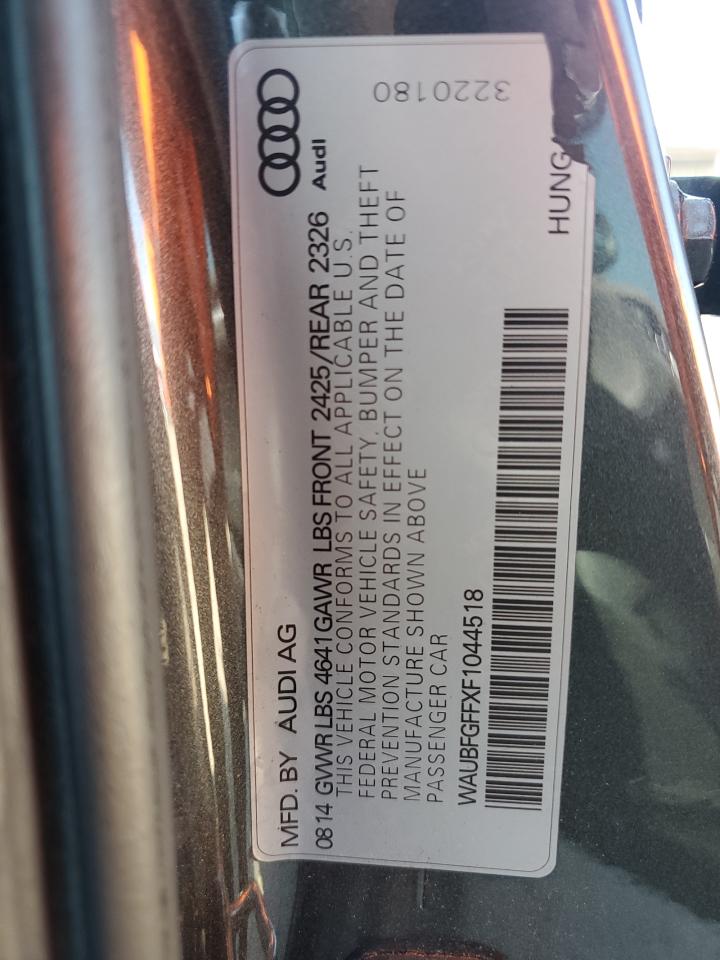 MFD. BY AUDI AG
Audi
0814 GVWR LBS 4641 GAWR LBS FRONT 2425/REAR 2326
THIS VEHICLE CONFORMS TO ALL APPLICABLE U.S.
FEDERAL MOTOR VEHICLE SAFETY, BUMPER AND THEFT
PREVENTION STANDARDS IN EFFECT ON THE DATE OF
MANUFACTURE SHOWN ABOVE
PASSENGER CAR
WAUBFGFFXF1044518
HUNG
3220180